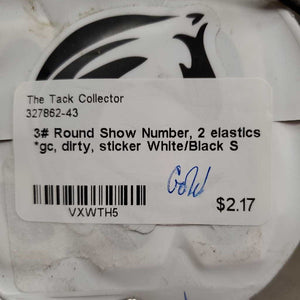 The Tack Collector
327862-43
3# Round Show Number, 2 elastics
*gc, dirty, sticker White/Black S
VXWTH5
$2.17